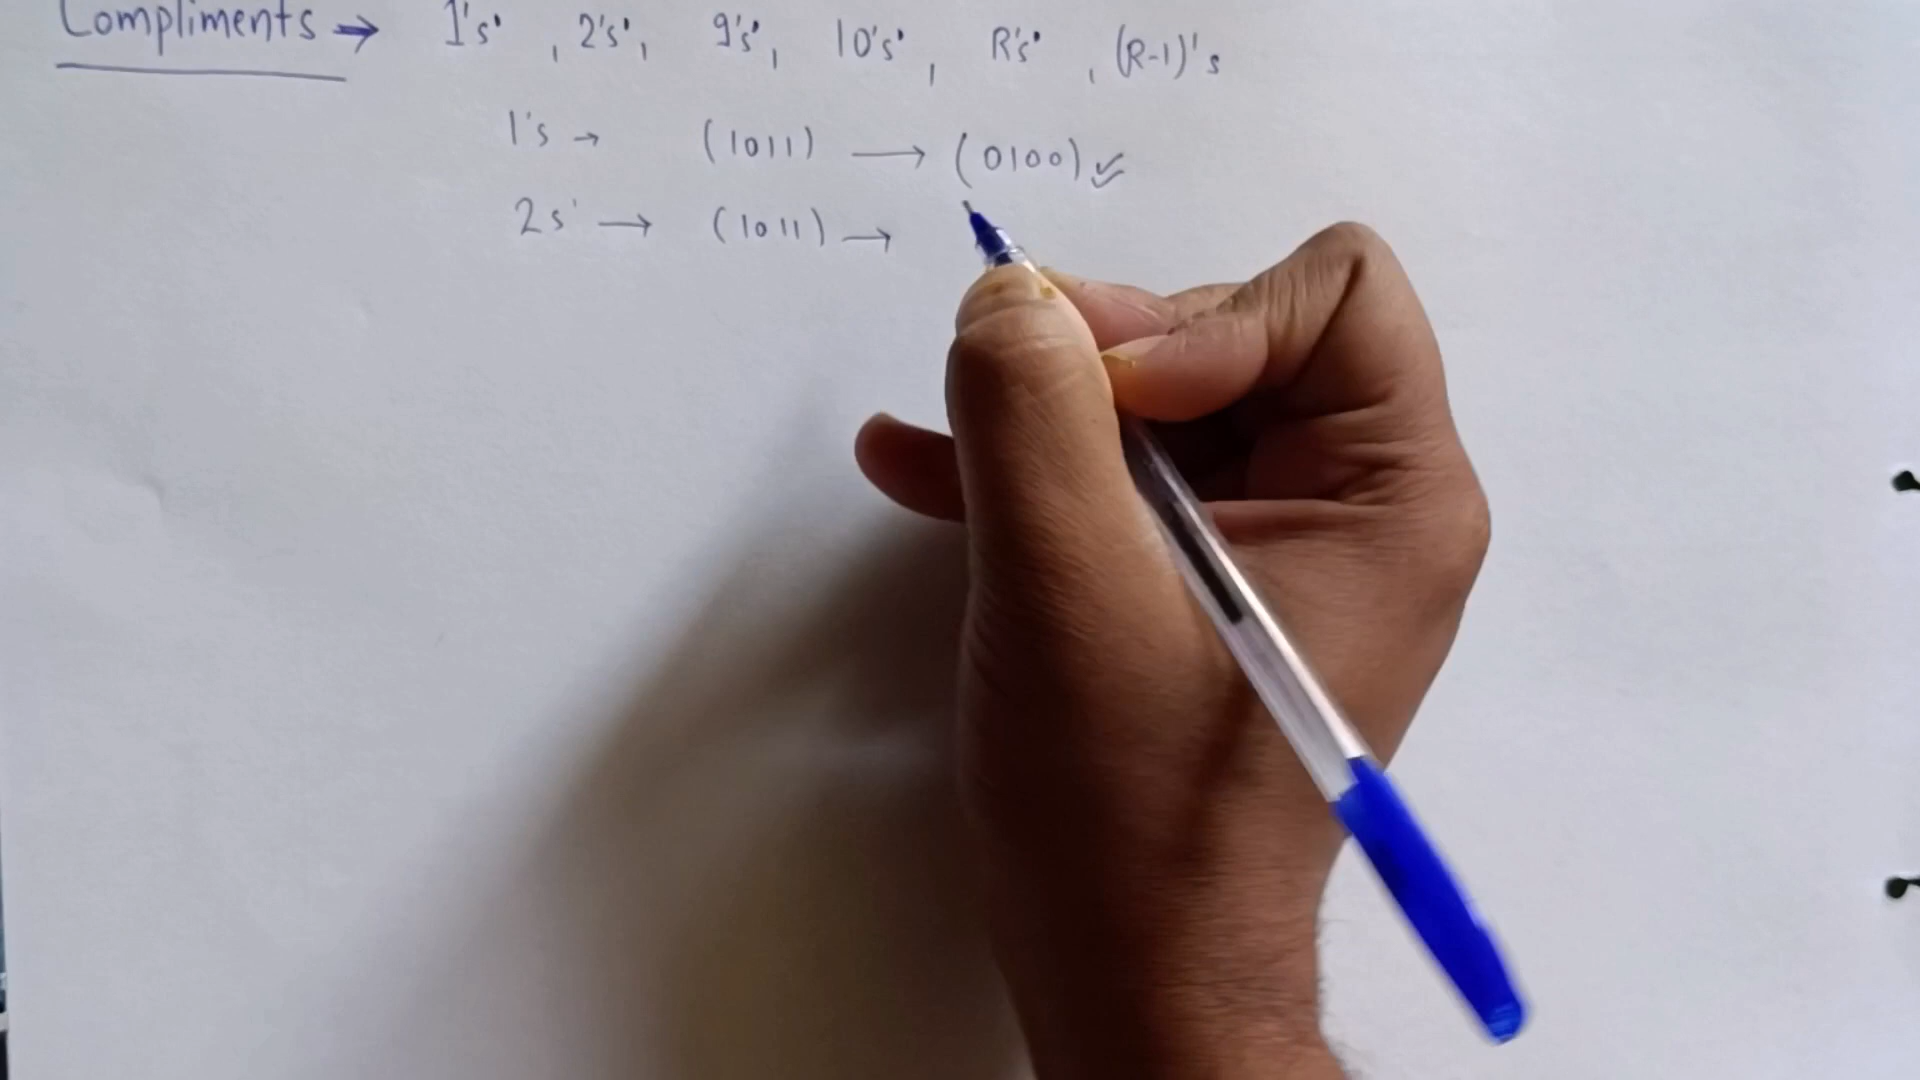 Compliments → 1's, 2's, 9's, 10's, R's, (R-1)'s
1's → (1011) → (0100)
2s' → (1011) →